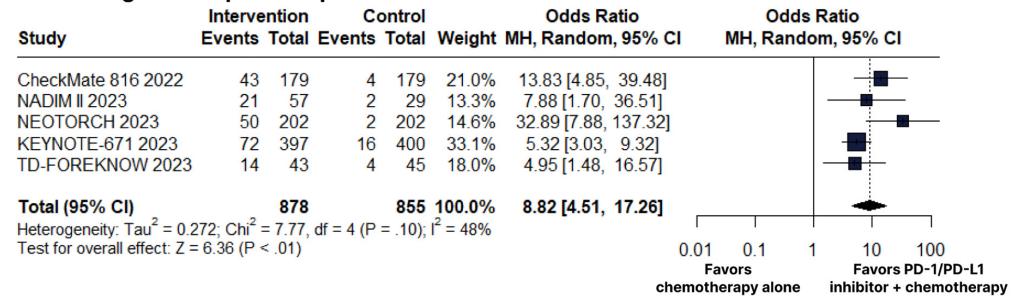 Intervention Control Odds Ratio Odds Ratio
Study Events Total Events Total Weight MH, Random, 95% CI MH, Random, 95% CI
CheckMate 816 2022 43 179 4 179 21.0% 13.83 [4.85, 39.48]
NADIM II 2023 21 57 2 29 13.3% 7.88 [1.70, 36.51]
NEOTORCH 2023 50 202 2 202 14.6% 32.89 [7.88, 137.32]
KEYNOTE-671 2023 72 397 16 400 33.1% 5.32 [3.03, 9.32]
TD-FOREKNOW 2023 14 43 4 45 18.0% 4.95 [1.48, 16.57]
Total (95% CI) 878 855 100.0% 8.82 [4.51, 17.26]
Heterogeneity: Tau² = 0.272; Chi² = 7.77, df = 4 (P = .10); I² = 48%
Test for overall effect: Z = 6.36 (P < .01)
0.01 0.1 1 10 100
Favors Favors PD-1/PD-L1
chemotherapy alone inhibitor + chemotherapy